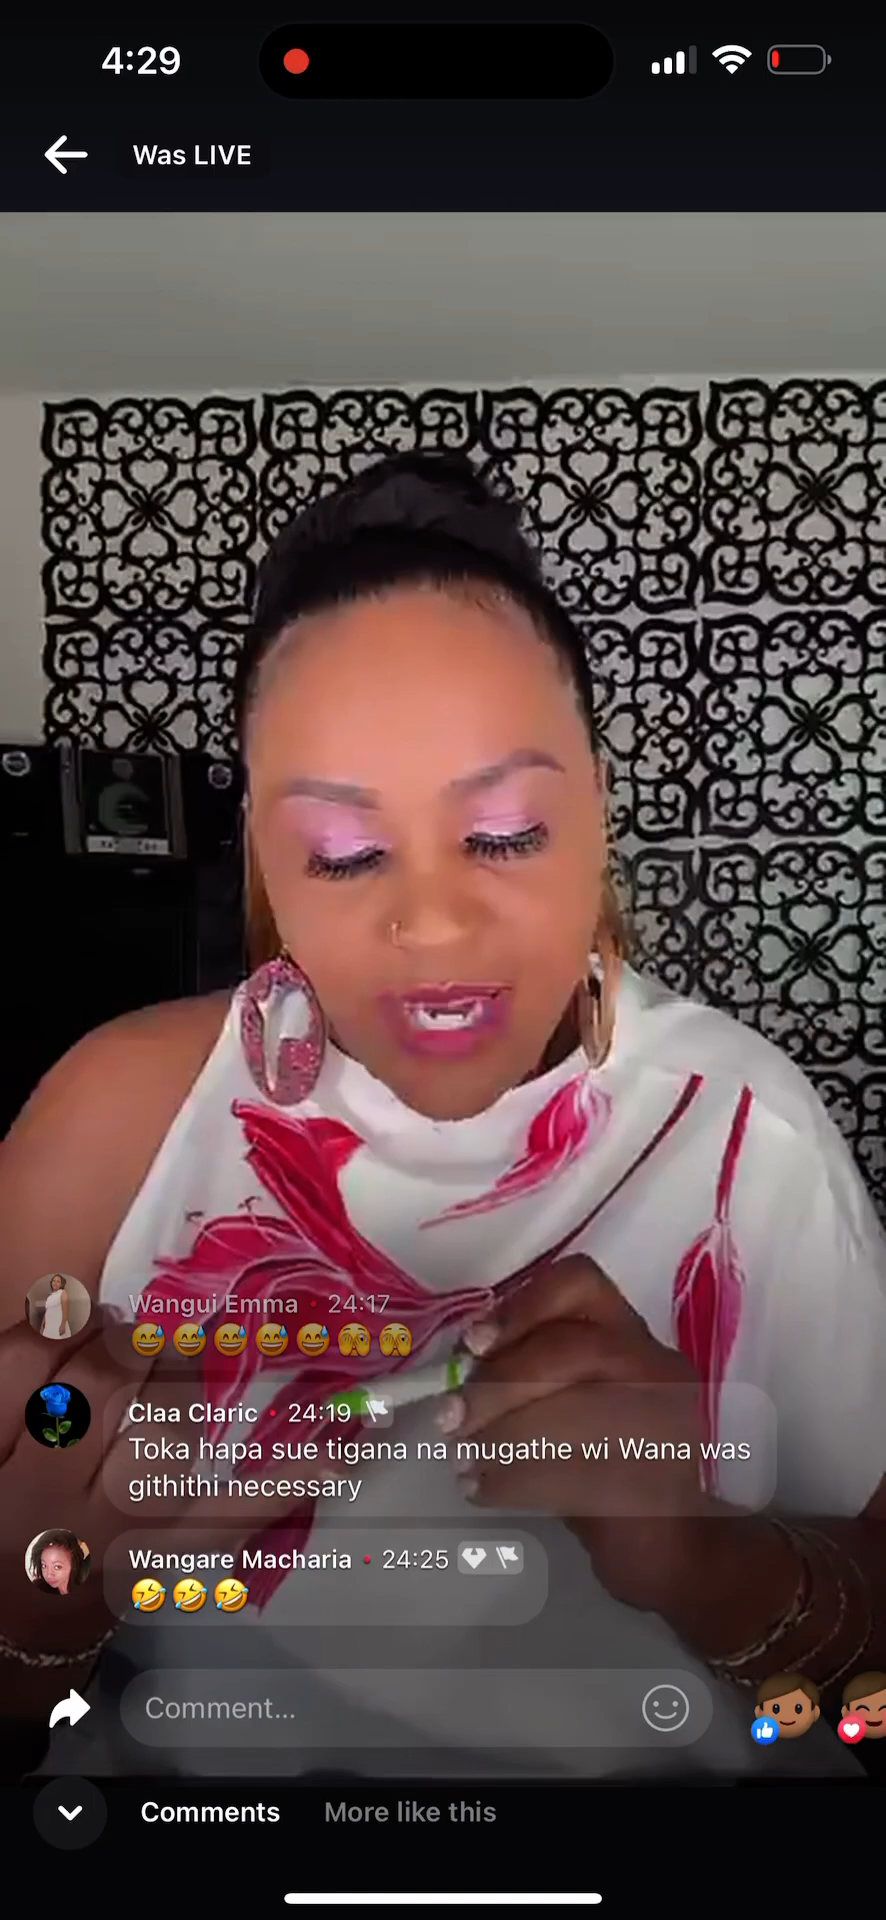 4:29
Was LIVE
Wangui Emma • 24:17
😅😅😅😅😅🫣🫣
Claa Claric • 24:19
Toka hapa sue tigana na mugathe wi Wana was
githithi necessary
Wangare Macharia • 24:25
🤣🤣🤣
Comment...
Comments More like this